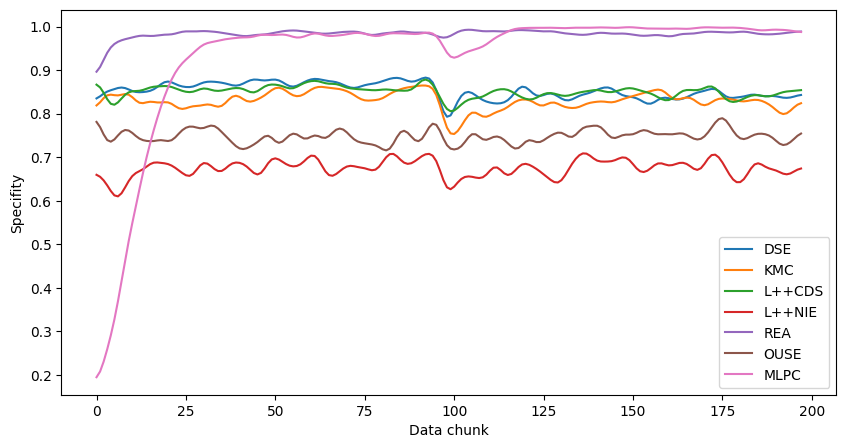 1.0
0.9
0.8
0.7
0.6
0.5
0.4
0.3
0.2
Specifity
0 25 50 75 100 125 150 175 200
Data chunk
DSE
KMC
L++CDS
L++NIE
REA
OUSE
MLPC